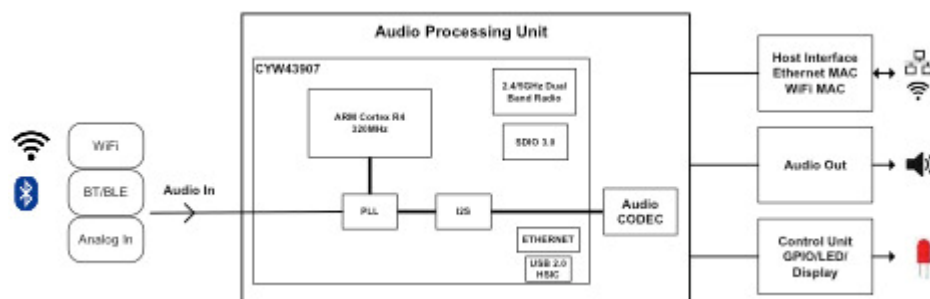 Audio Processing Unit
CYW43907
2.4/5GHz Dual
Band Radio
ARM Cortex R4
320MHz
SDIO 3.0
WiFi
BT/BLE
Analog In
Audio In
PLL
I2S
Audio
CODEC
ETHERNET
USB 2.0
HSIC
Host Interface
Ethernet MAC
WiFi MAC
Audio Out
Control Unit
GPIO/LED/
Display